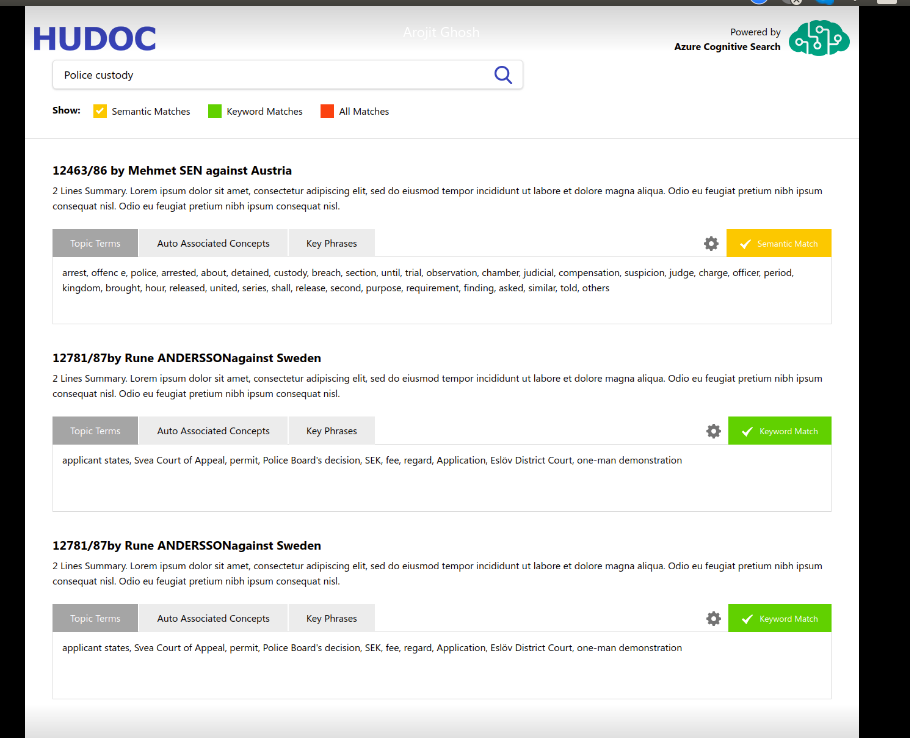 HUDOC
Arojit Ghosh
Powered by
Azure Cognitive Search
Police custody
Show: Semantic Matches Keyword Matches All Matches
12463/86 by Mehmet SEN against Austria
2 Lines Summary. Lorem ipsum dolor sit amet, consectetur adipiscing elit, sed do eiusmod tempor incididunt ut labore et dolore magna aliqua. Odio eu feugiat pretium nibh ipsum
consequat nisl. Odio eu feugiat pretium nibh ipsum consequat nisl.
Topic Terms Auto Associated Concepts Key Phrases Semantic Match
arrest, offenc e, police, arrested, about, detained, custody, breach, section, until, trial, observation, chamber, judicial, compensation, suspicion, judge, charge, officer, period,
kingdom, brought, hour, released, united, series, shall, release, second, purpose, requirement, finding, asked, similar, told, others
12781/87by Rune ANDERSSONagainst Sweden
2 Lines Summary. Lorem ipsum dolor sit amet, consectetur adipiscing elit, sed do eiusmod tempor incididunt ut labore et dolore magna aliqua. Odio eu feugiat pretium nibh ipsum
consequat nisl. Odio eu feugiat pretium nibh ipsum consequat nisl.
Topic Terms Auto Associated Concepts Key Phrases Keyword Match
applicant states, Svea Court of Appeal, permit, Police Board's decision, SEK, fee, regard, Application, Eslöv District Court, one-man demonstration
12781/87by Rune ANDERSSONagainst Sweden
2 Lines Summary. Lorem ipsum dolor sit amet, consectetur adipiscing elit, sed do eiusmod tempor incididunt ut labore et dolore magna aliqua. Odio eu feugiat pretium nibh ipsum
consequat nisl. Odio eu feugiat pretium nibh ipsum consequat nisl.
Topic Terms Auto Associated Concepts Key Phrases Keyword Match
applicant states, Svea Court of Appeal, permit, Police Board's decision, SEK, fee, regard, Application, Eslöv District Court, one-man demonstration